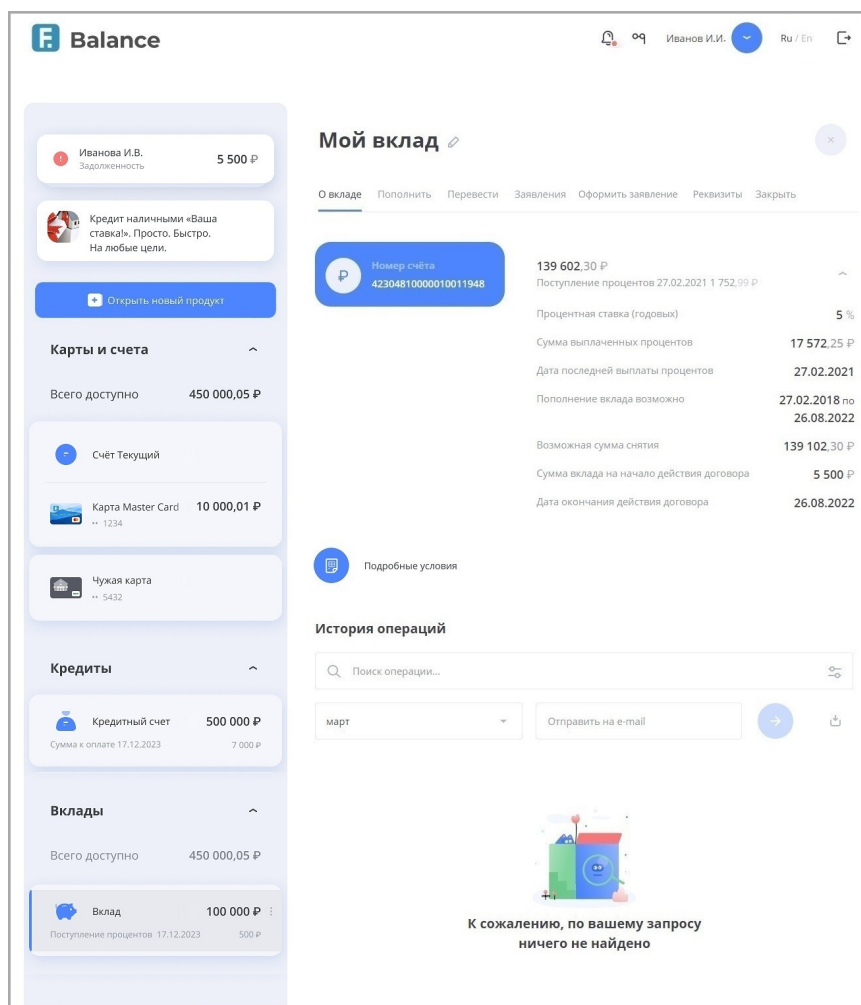 F. Balance
Иванов И.И.
Ru / En
Иванова И.В.
Задолженность
5 500 ₽
Кредит наличными «Ваша
ставка!». Просто. Быстро.
На любые цели.
Открыть новый продукт
Карты и счета
Всего доступно 450 000,05 ₽
Счёт Текущий
Карта Master Card 10 000,01 ₽
•• 1234
Чужая карта
•• 5432
Кредиты
Кредитный счет 500 000 ₽
Сумма к оплате 17.12.2023 7 000 ₽
Вклады
Всего доступно 450 000,05 ₽
Вклад 100 000 ₽
Поступление процентов 17.12.2023 500 ₽
Мой вклад
О вкладе Пополнить Перевести Заявления Оформить заявление Реквизиты Закрыть
₽
Номер счёта
42304810000010011948
139 602,30 ₽
Поступление процентов 27.02.2021 1 752,99 ₽
Процентная ставка (годовых) 5 %
Сумма выплаченных процентов 17 572,25 ₽
Дата последней выплаты процентов 27.02.2021
Пополнение вклада возможно 27.02.2018 по
26.08.2022
Возможная сумма снятия 139 102,30 ₽
Сумма вклада на начало действия договора 5 500 ₽
Дата окончания действия договора 26.08.2022
Подробные условия
История операций
Поиск операции...
март
Отправить на e-mail
К сожалению, по вашему запросу
ничего не найдено